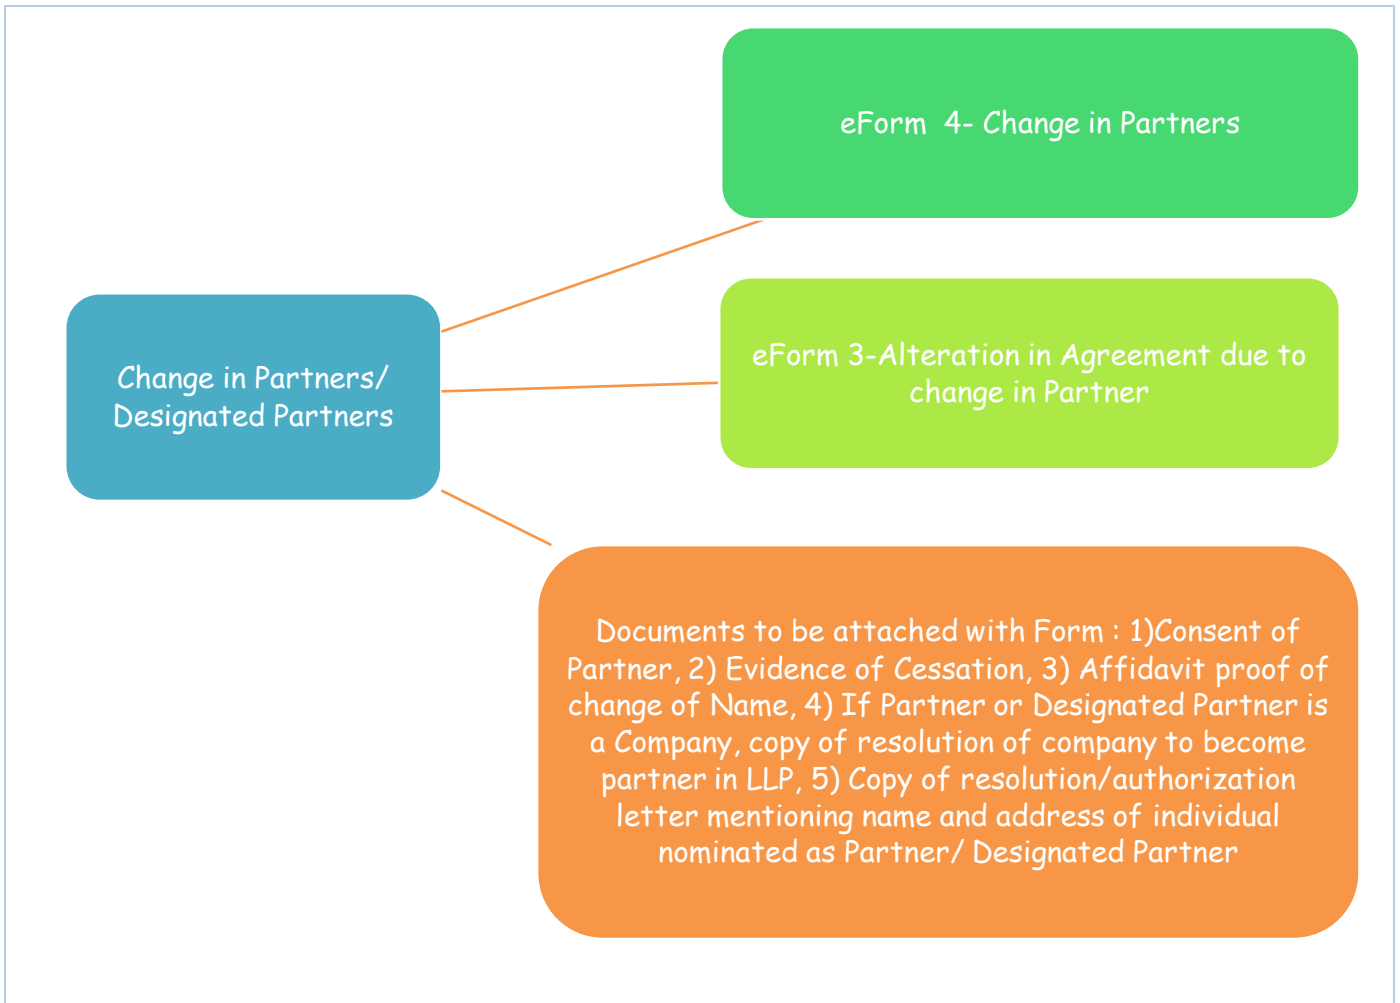 eForm  4- Change in Partners
Change in Partners/
Designated Partners
eForm 3-Alteration in Agreement due to
change in Partner
Documents to be attached with Form : 1)Consent of
Partner, 2) Evidence of Cessation, 3) Affidavit proof of
change of Name, 4) If Partner or Designated Partner is
a Company, copy of resolution of company to become
partner in LLP, 5) Copy of resolution/authorization
letter mentioning name and address of individual
nominated as Partner/ Designated Partner